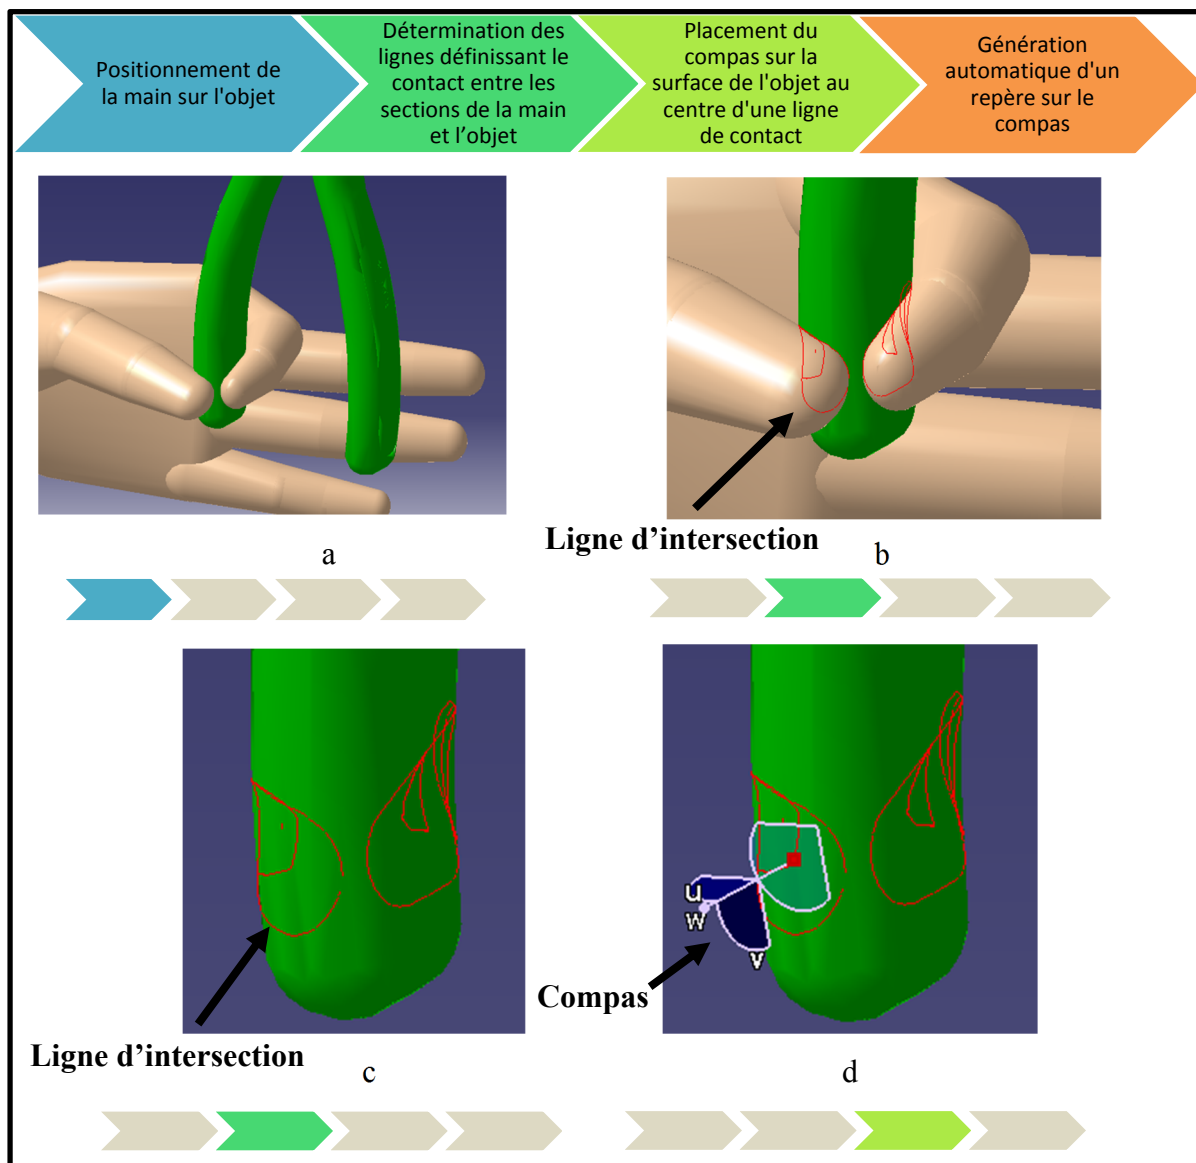 Positionnement de
la main sur l'objet
Détermination des
lignes définissant le
contact entre les
sections de la main
et l’objet
Placement du
compas sur la
surface de l'objet au
centre d'une ligne
de contact
Génération
automatique d'un
repère sur le
compas
Ligne d’intersection
a
b
u
w
v
Compas
Ligne d’intersection
c
d